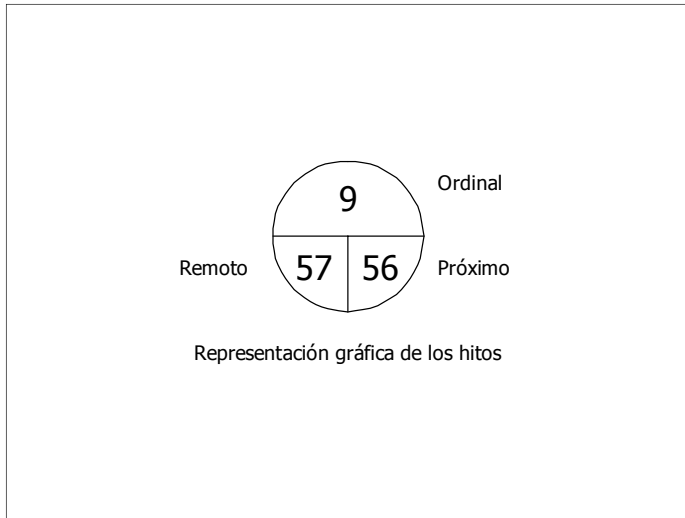 9
Ordinal
Remoto
57
56
Próximo
Representación gráfica de los hitos